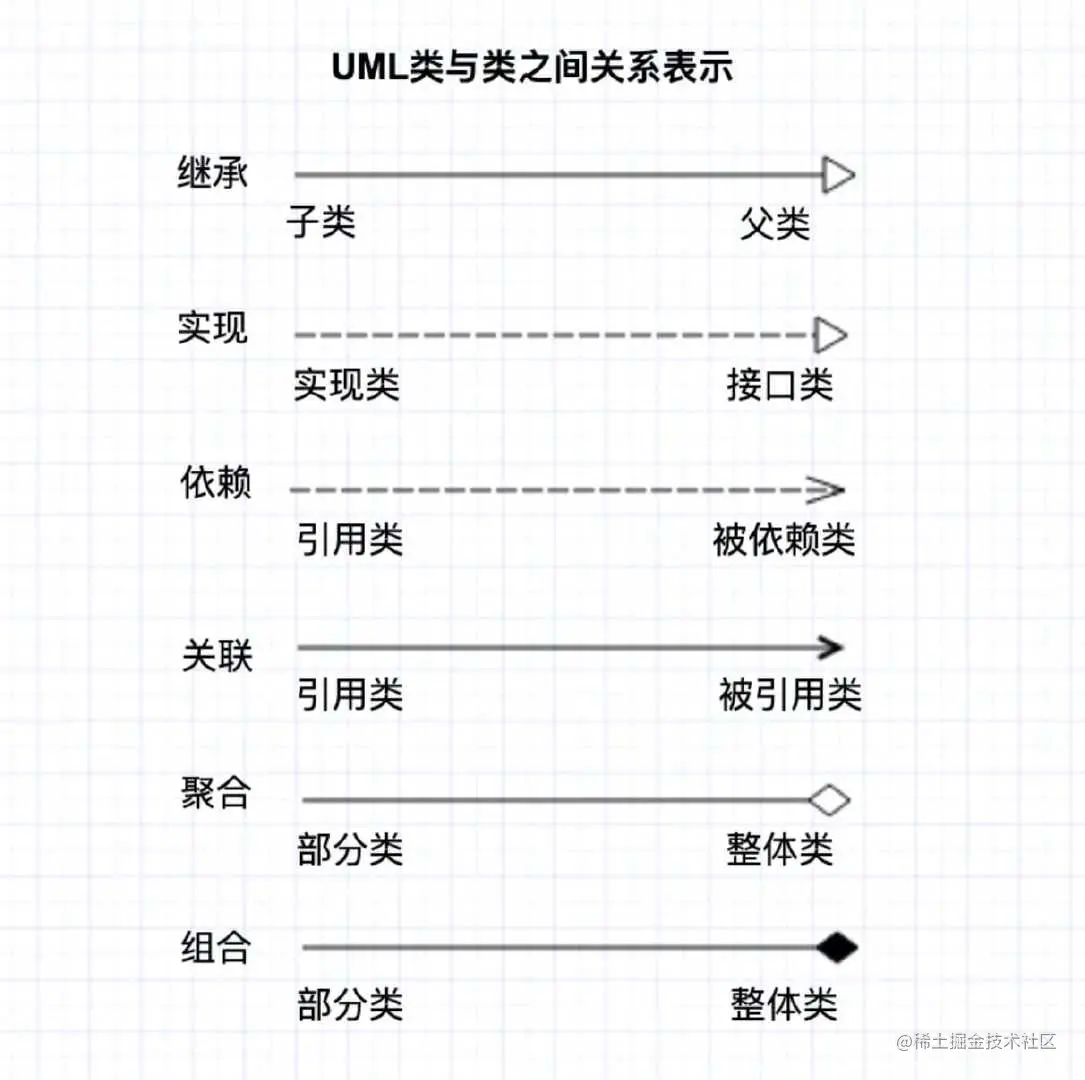 UML类与类之间关系表示
继承
子类 父类
实现
实现类 接口类
依赖
引用类 被依赖类
关联
引用类 被引用类
聚合
部分类 整体类
组合
部分类 整体类
@稀土掘金技术社区